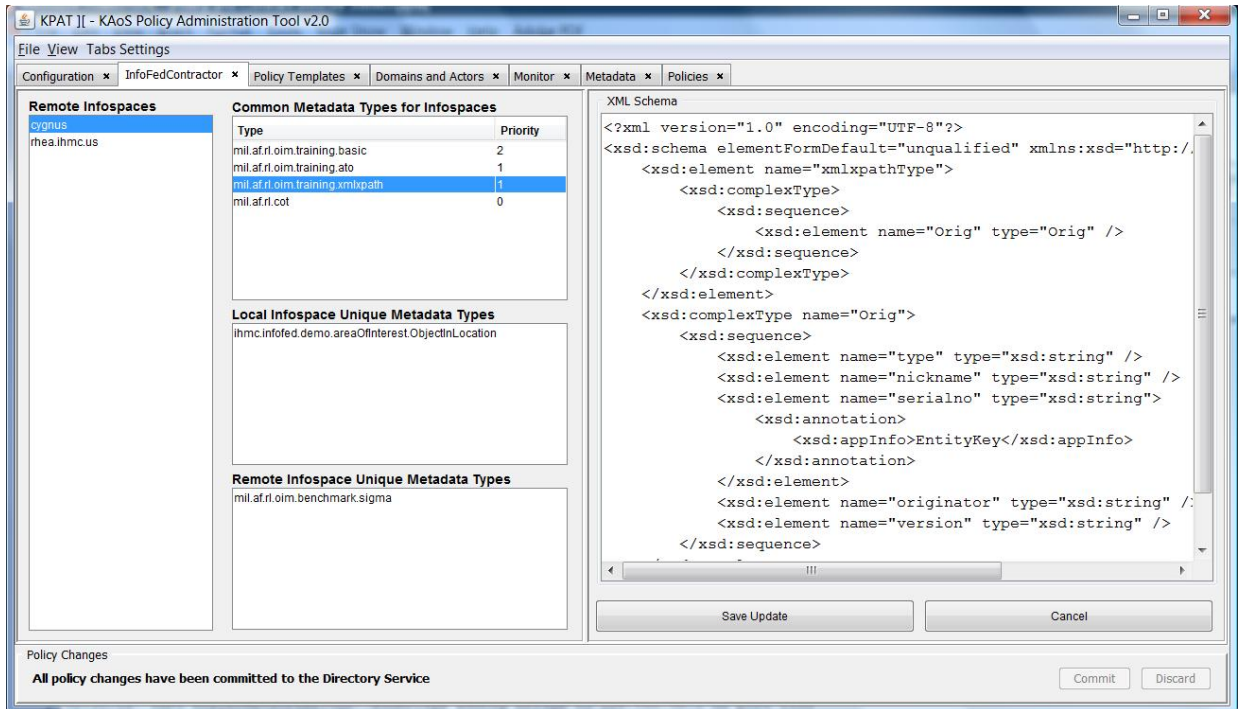 KPAT ][ - KAoS Policy Administration Tool v2.0
File View Tabs Settings
Configuration × InfoFedContractor × Policy Templates × Domains and Actors × Monitor × Metadata × Policies ×
Remote Infospaces
cygnus
rhea.ihmc.us
Common Metadata Types for Infospaces
Type Priority
mil.af.rl.oim.training.basic 2
mil.af.rl.oim.training.ato 1
mil.af.rl.oim.training.xmlxpath 1
mil.af.rl.cot 0
Local Infospace Unique Metadata Types
ihmc.infofed.demo.areaOfInterest.ObjectInLocation
Remote Infospace Unique Metadata Types
mil.af.rl.oim.benchmark.sigma
XML Schema
<?xml version="1.0" encoding="UTF-8"?>
<xsd:schema elementFormDefault="unqualified" xmlns:xsd="http:/
<xsd:element name="xmlxpathType">
<xsd:complexType>
<xsd:sequence>
<xsd:element name="Orig" type="Orig" />
</xsd:sequence>
</xsd:complexType>
</xsd:element>
<xsd:complexType name="Orig">
<xsd:sequence>
<xsd:element name="type" type="xsd:string" />
<xsd:element name="nickname" type="xsd:string" />
<xsd:element name="serialno" type="xsd:string">
<xsd:annotation>
<xsd:appInfo>EntityKey</xsd:appInfo>
</xsd:annotation>
</xsd:element>
<xsd:element name="originator" type="xsd:string" /
<xsd:element name="version" type="xsd:string" />
</xsd:sequence>
Save Update Cancel
Policy Changes
All policy changes have been committed to the Directory Service
Commit Discard